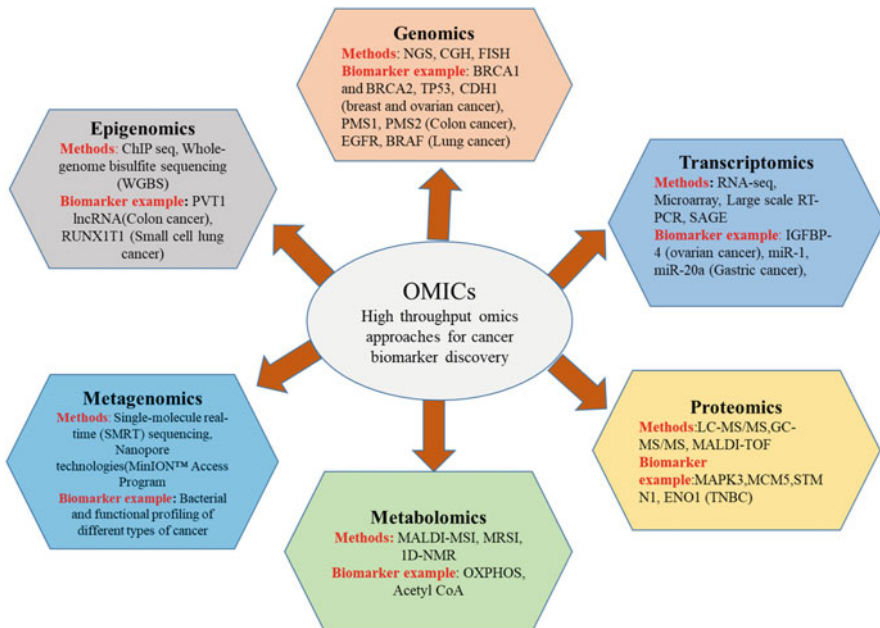 Genomics
Methods: NGS, CGH, FISH
Biomarker example: BRCA1
and BRCA2, TP53, CDH1
(breast and ovarian cancer),
PMS1, PMS2 (Colon cancer),
EGFR, BRAF (Lung cancer)
Epigenomics
Methods: ChIP seq, Whole-
genome bisulfite sequencing
(WGBS)
Biomarker example: PVT1
lncRNA(Colon cancer),
RUNX1T1 (Small cell lung
cancer)
Transcriptomics
Methods: RNA-seq,
Microarray, Large scale RT-
PCR, SAGE
Biomarker example: IGFBP-
4 (ovarian cancer), miR-1,
miR-20a (Gastric cancer),
OMICs
High throughput omics
approaches for cancer
biomarker discovery
Metagenomics
Methods: Single-molecule real-
time (SMRT) sequencing,
Nanopore
technologies(MinION™ Access
Program
Biomarker example: Bacterial
and functional profiling of
different types of cancer
Proteomics
Methods:LC-MS/MS,GC-
MS/MS, MALDI-TOF
Biomarker
example:MAPK3,MCM5,STM
N1, ENO1 (TNBC)
Metabolomics
Methods: MALDI-MSI, MRSI,
1D-NMR
Biomarker example: OXPHOS,
Acetyl CoA